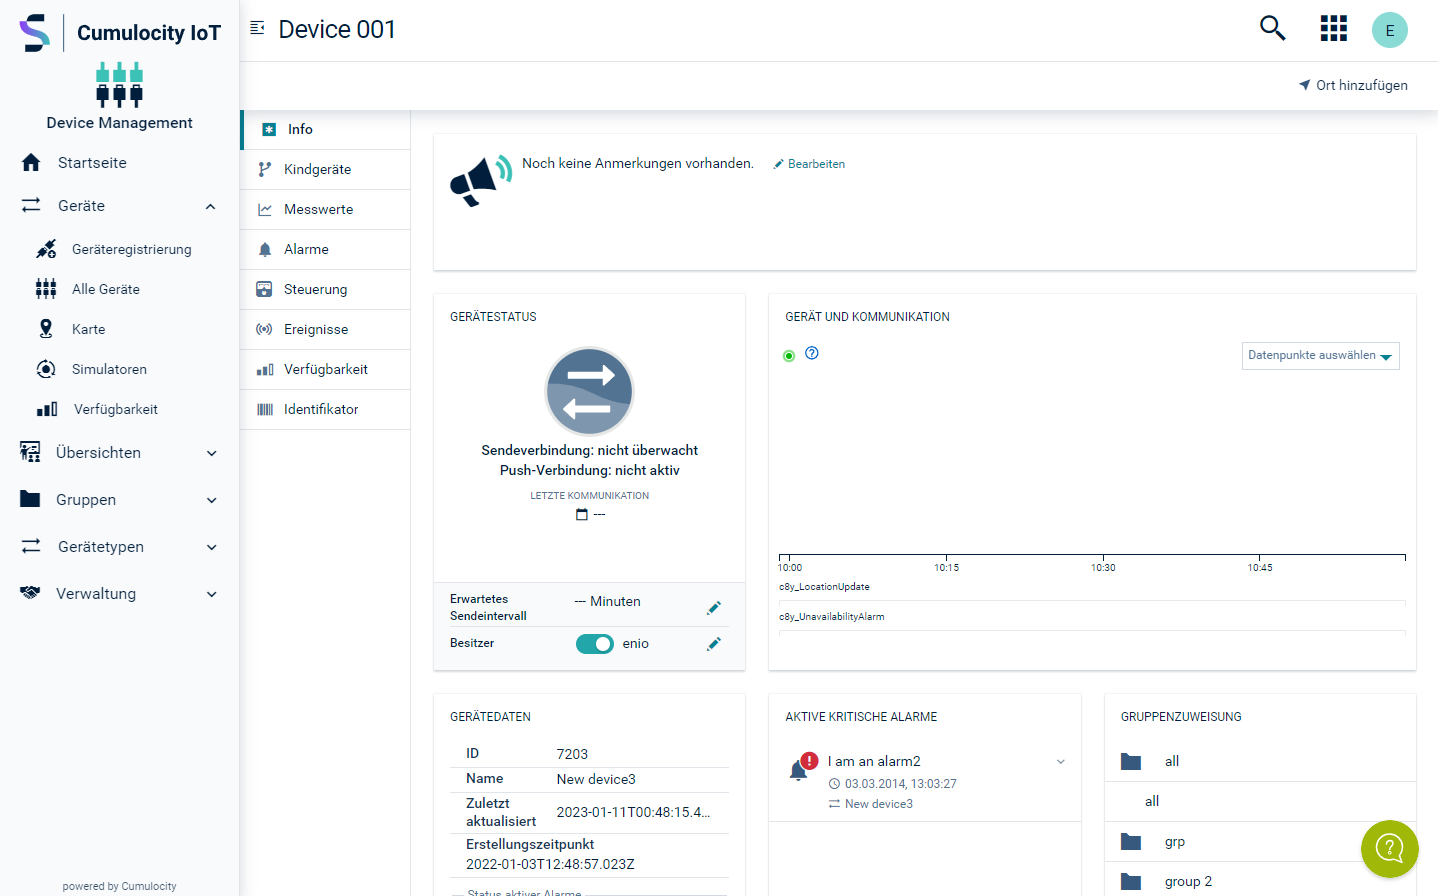 Cumulocity IoT
Device 001
E
Device Management
Ort hinzufügen
Startseite
Geräte
Geräteregistrierung
Alle Geräte
Karte
Simulatoren
Verfügbarkeit
Übersichten
Gruppen
Gerätetypen
Verwaltung
powered by Cumulocity
Info
Kindgeräte
Messwerte
Alarme
Steuerung
Ereignisse
Verfügbarkeit
Identifikator
Noch keine Anmerkungen vorhanden.
Bearbeiten
GERÄTESTATUS
Sendeverbindung: nicht überwacht
Push-Verbindung: nicht aktiv
LETZTE KOMMUNIKATION
---
Erwartetes
Sendeintervall
--- Minuten
Besitzer
enio
GERÄT UND KOMMUNIKATION
Datenpunkte auswählen
10:00 10:15 10:30 10:45
c8y_LocationUpdate
c8y_UnavailabilityAlarm
GERÄTEDATEN
ID 7203
Name New device3
Zuletzt
aktualisiert
2023-01-11T00:48:15.4...
Erstellungszeitpunkt
2022-01-03T12:48:57.023Z
Status aktiver Alarme
AKTIVE KRITISCHE ALARME
I am an alarm2
03.03.2014, 13:03:27
New device3
GRUPPENZUWEISUNG
all
all
grp
group 2